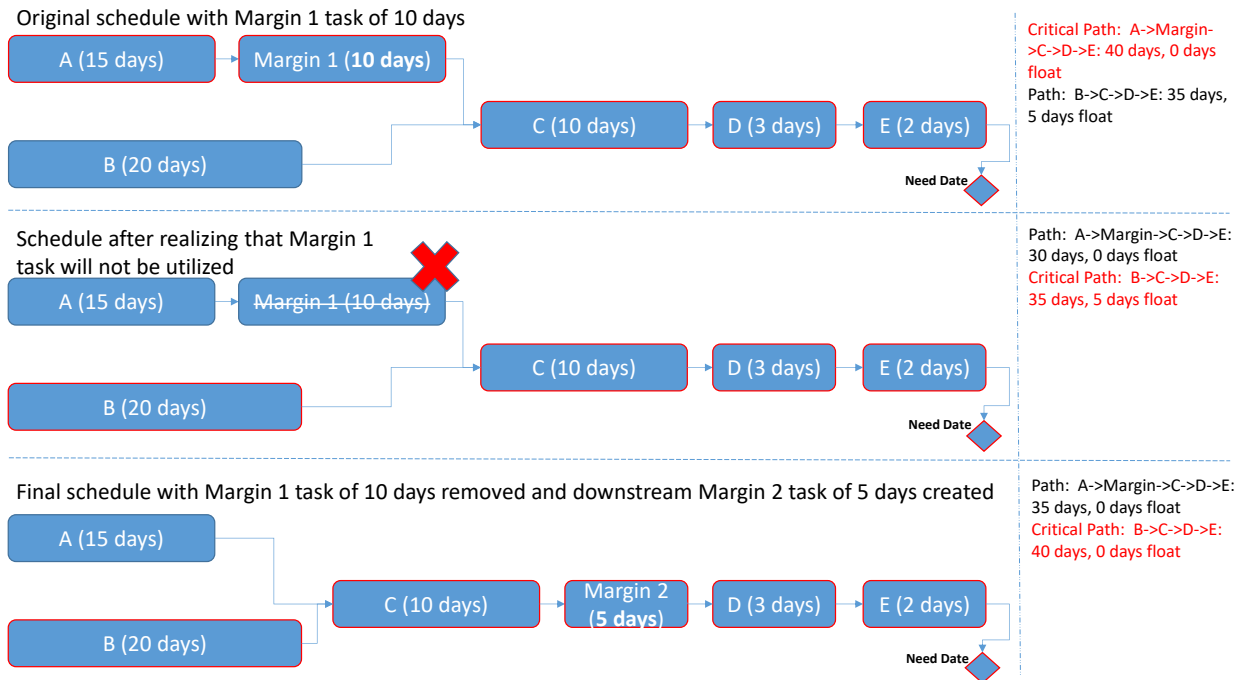 Original schedule with Margin 1 task of 10 days
A (15 days)
Margin 1 (10 days)
B (20 days)
C (10 days)
D (3 days)
E (2 days)
Need Date
Critical Path:  A->Margin-
>C->D->E: 40 days, 0 days
float
Path:  B->C->D->E: 35 days,
5 days float
Schedule after realizing that Margin 1
task will not be utilized
A (15 days)
Margin 1 (10 days)
B (20 days)
C (10 days)
D (3 days)
E (2 days)
Need Date
Path:  A->Margin->C->D->E:
30 days, 0 days float
Critical Path:  B->C->D->E:
35 days, 5 days float
Final schedule with Margin 1 task of 10 days removed and downstream Margin 2 task of 5 days created
A (15 days)
B (20 days)
C (10 days)
Margin 2
(5 days)
D (3 days)
E (2 days)
Need Date
Path:  A->Margin->C->D->E:
35 days, 0 days float
Critical Path:  B->C->D->E:
40 days, 0 days float